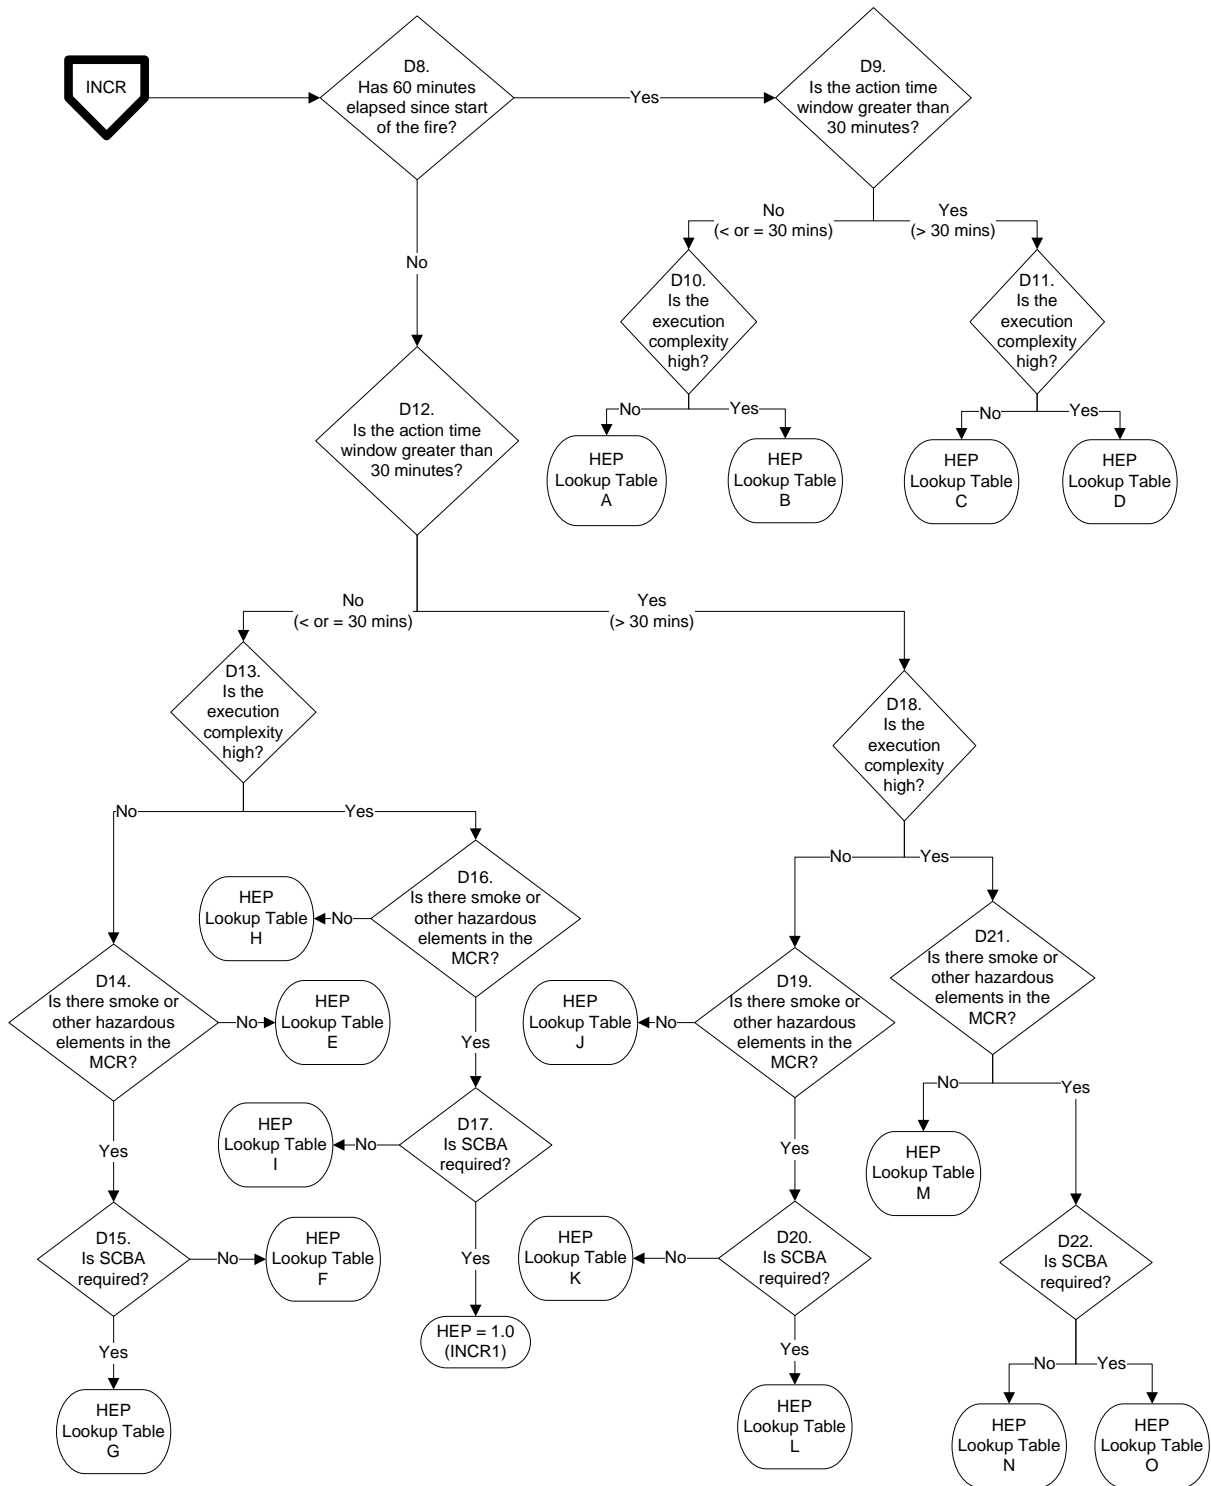 INCR
D8.
Has 60 minutes
elapsed since start
of the fire?
Yes
D9.
Is the action time
window greater than
30 minutes?
No
(< or = 30 mins)
Yes
(> 30 mins)
No
D10.
Is the
execution
complexity
high?
D11.
Is the
execution
complexity
high?
No
Yes
No
Yes
HEP
Lookup Table
A
HEP
Lookup Table
B
HEP
Lookup Table
C
HEP
Lookup Table
D
D12.
Is the action time
window greater than
30 minutes?
No
(< or = 30 mins)
Yes
(> 30 mins)
D13.
Is the
execution
complexity
high?
D18.
Is the
execution
complexity
high?
No
Yes
No
Yes
D16.
Is there smoke or
other hazardous
elements in the
MCR?
No
HEP
Lookup Table
H
D14.
Is there smoke or
other hazardous
elements in the
MCR?
No
HEP
Lookup Table
E
Yes
D19.
Is there smoke or
other hazardous
elements in the
MCR?
No
HEP
Lookup Table
J
D21.
Is there smoke or
other hazardous
elements in the
MCR?
No
Yes
HEP
Lookup Table
M
Yes
D17.
Is SCBA
required?
No
HEP
Lookup Table
I
Yes
D15.
Is SCBA
required?
No
HEP
Lookup Table
F
Yes
HEP = 1.0
(INCR1)
D20.
Is SCBA
required?
No
HEP
Lookup Table
K
D22.
Is SCBA
required?
Yes
HEP
Lookup Table
G
Yes
HEP
Lookup Table
L
No
Yes
HEP
Lookup Table
N
HEP
Lookup Table
O